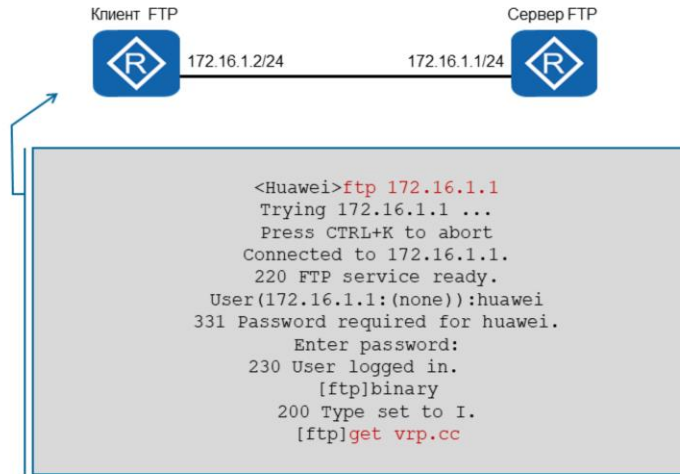 Клиент FTP
Сервер FTP
R
172.16.1.2/24
172.16.1.1/24
R
<Huawei>ftp 172.16.1.1
Trying 172.16.1.1 ...
Press CTRL+K to abort
Connected to 172.16.1.1.
220 FTP service ready.
User(172.16.1.1:(none)):huawei
331 Password required for huawei.
Enter password:
230 User logged in.
[ftp]binary
200 Type set to I.
[ftp]get vrp.cc